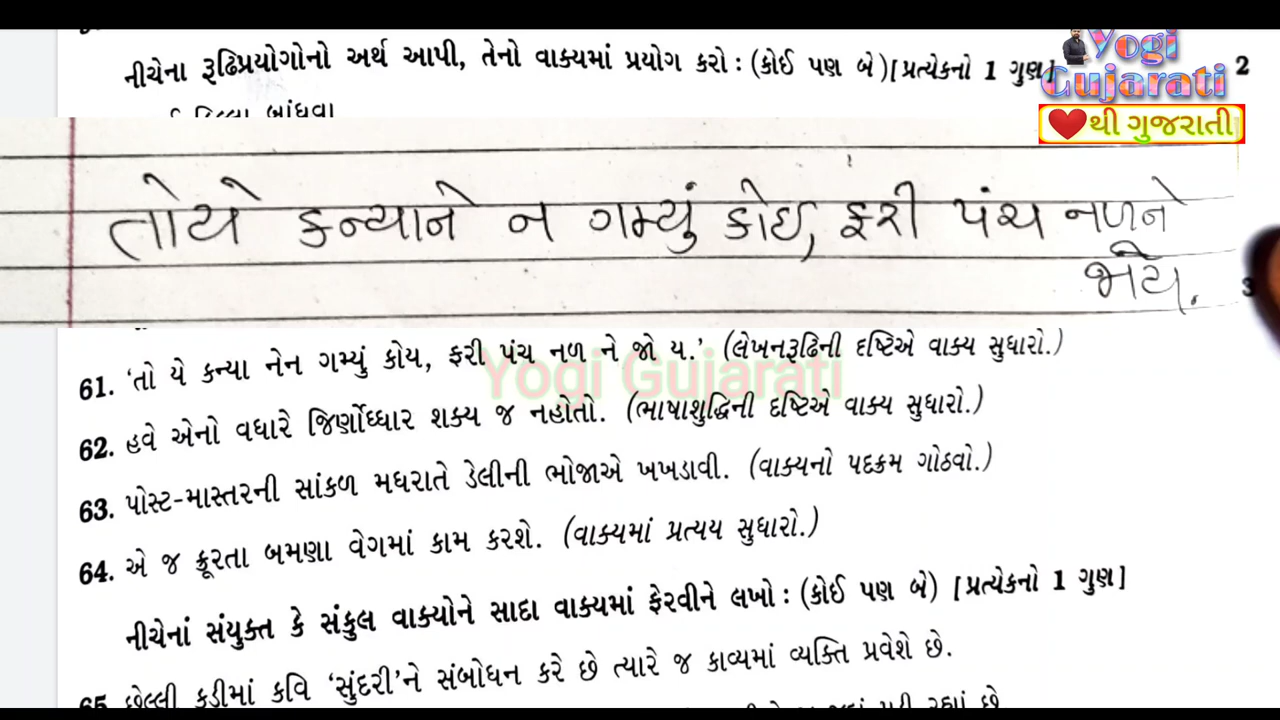 નીચેના રૂઢિપ્રયોગોનો અર્થ આપી, તેનો વાક્યમાં પ્રયોગ કરો : (કોઈ પણ બે) [પ્રત્યેકનો 1 ગુણ] 2
Yogi
Gujarati
થી ગુજરાતી
બાંધવા
તોયે કન્યાને ન ગમ્યું કોઈ, ફરી પંચ નળને
જોય.
3
61. ‘તો યે કન્યા નેન ગમ્યું કોય, ફરી પંચ નળ ને જો ય.’ (લેખનરૂઢિની દૃષ્ટિએ વાક્ય સુધારો.)
Yogi Gujarati
62. હવે એનો વધારે જિર્ણોધ્ધાર શક્ય જ નહોતો. (ભાષાશુદ્ધિની દૃષ્ટિએ વાક્ય સુધારો.)
63. પોસ્ટ-માસ્તરની સાંકળ મધરાતે ડેલીની ભોજાએ ખખડાવી. (વાક્યનો પદક્રમ ગોઠવો.)
64. એ જ ક્રૂરતા બમણા વેગમાં કામ કરશે. (વાક્યમાં પ્રત્યય સુધારો.)
નીચેનાં સંયુક્ત કે સંકુલ વાક્યોને સાદા વાક્યમાં ફેરવીને લખો : (કોઈ પણ બે) [પ્રત્યેકનો 1 ગુણ]
65. છેલ્લી કડીમાં કવિ ‘સુંદરી’ને સંબોધન કરે છે ત્યારે જ કાવ્યમાં વ્યક્તિ પ્રવેશે છે.